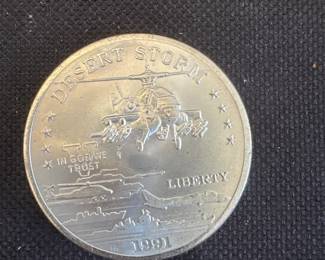 DESERT STORM
IN GOD WE
TRUST
LIBERTY
1991